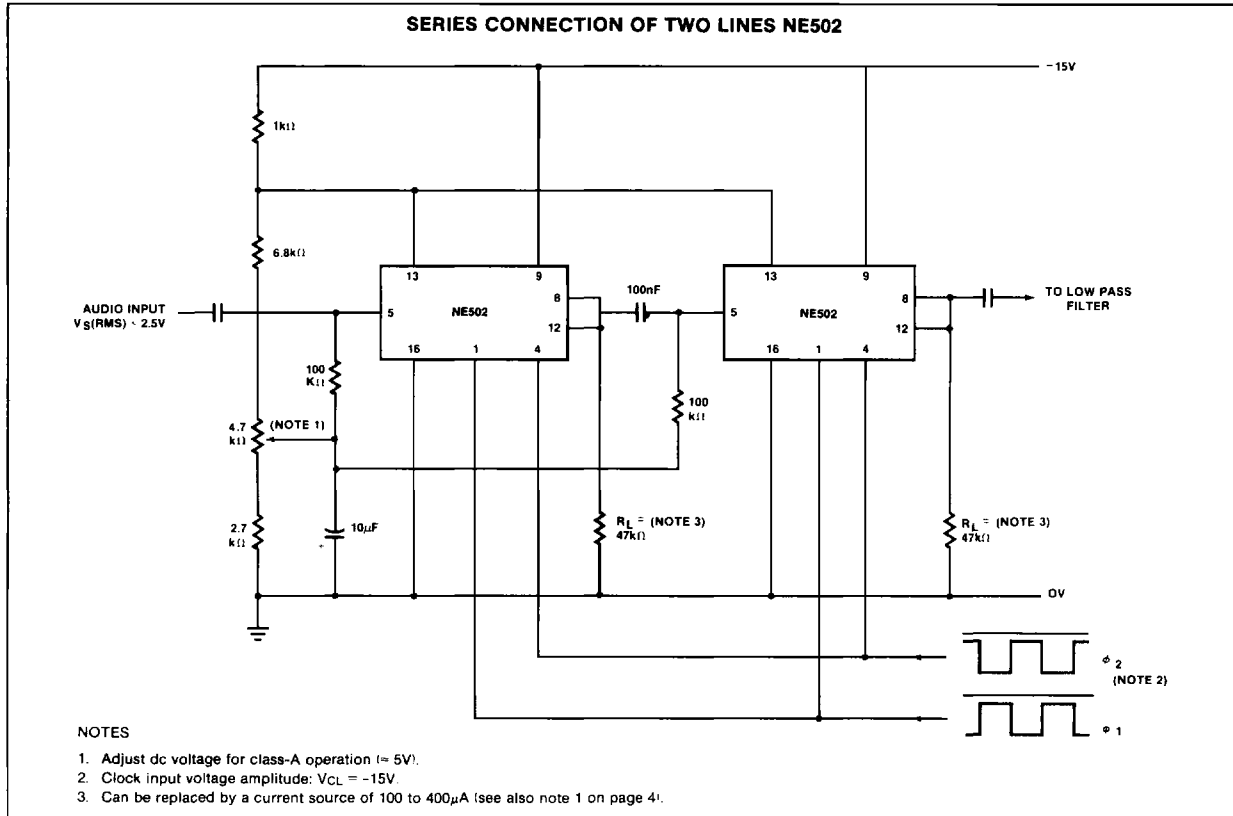 SERIES CONNECTION OF TWO LINES NE502
-15V
1kΩ
6.8kΩ
13
9
13
9
AUDIO INPUT
VS(RMS) < 2.5V
5
NE502
8
12
16
1
4
100nF
5
NE502
8
12
16
1
4
TO LOW PASS
FILTER
100
KΩ
100
kΩ
4.7
kΩ
(NOTE 1)
2.7
kΩ
10μF
+
RL = (NOTE 3)
47kΩ
RL = (NOTE 3)
47kΩ
0V
φ 2
(NOTE 2)
φ 1
NOTES
1. Adjust dc voltage for class-A operation (≈ 5V).
2. Clock input voltage amplitude: VCL = -15V.
3. Can be replaced by a current source of 100 to 400μA (see also note 1 on page 4).